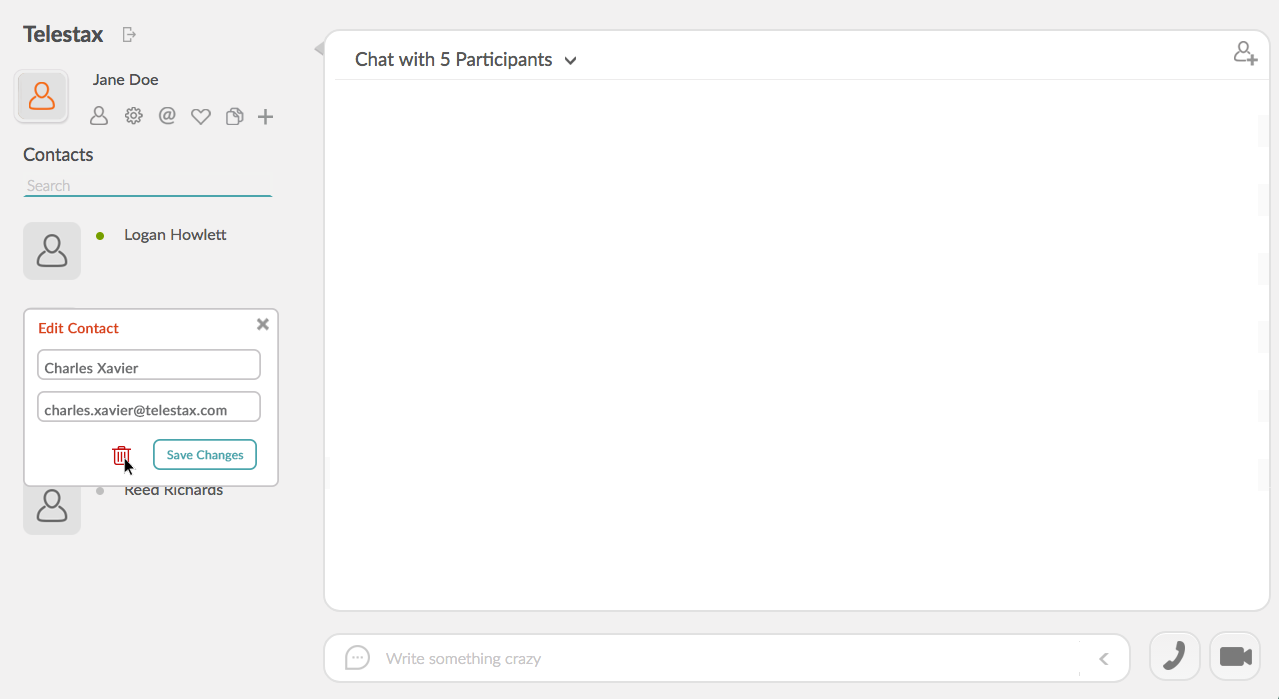 Telestax
Jane Doe
Contacts
Search
Logan Howlett
Edit Contact
Charles Xavier
charles.xavier@telestax.com
Save Changes
Reed Richards
Chat with 5 Participants
Write something crazy